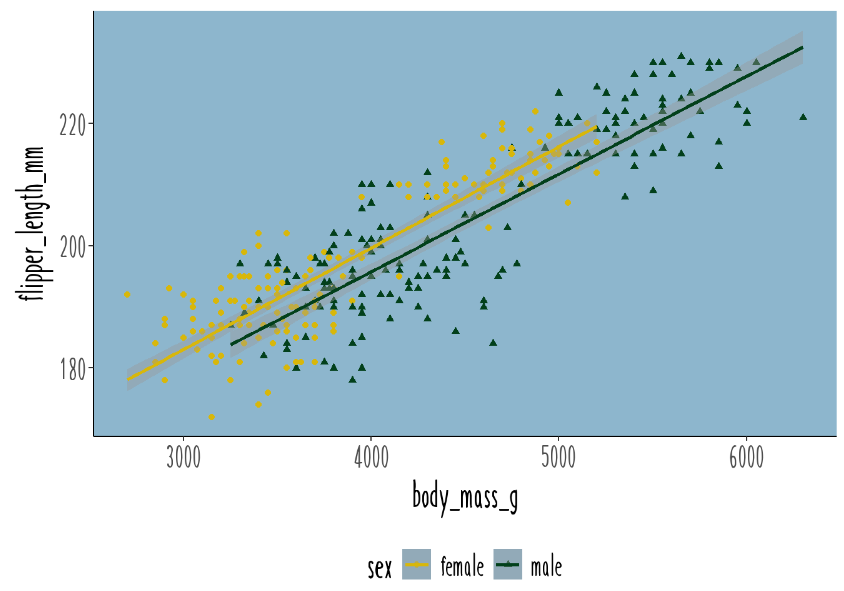 flipper_length_mm
220
200
180
3000 4000 5000 6000
body_mass_g
sex female male